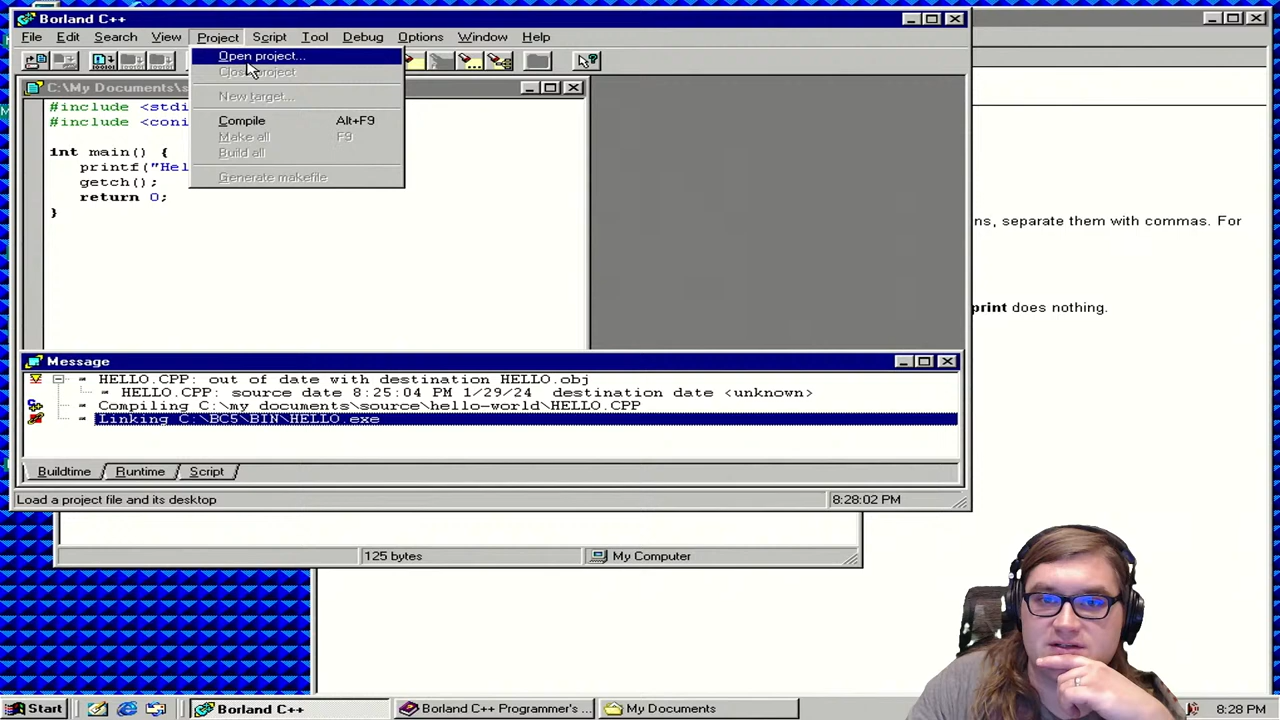 Borland C++
File Edit Search View Project Script Tool Debug Options Window Help
Open project...
Close project
New target...
Compile Alt+F9
Make all F9
Build all
Generate makefile
C:\My Documents\s
#include <stdi
#include <coni
int main() {
printf("Hel
getch();
return 0;
}
ns, separate them with commas. For
print does nothing.
Message
HELLO.CPP: out of date with destination HELLO.obj
HELLO.CPP: source date 8:25:04 PM 1/29/24 destination date <unknown>
Compiling C:\my documents\source\hello-world\HELLO.CPP
Linking C:\BC5\BIN\HELLO.exe
Buildtime Runtime Script
Load a project file and its desktop 8:28:02 PM
125 bytes My Computer
Start Borland C++ Borland C++ Programmer's ... My Documents 8:28 PM